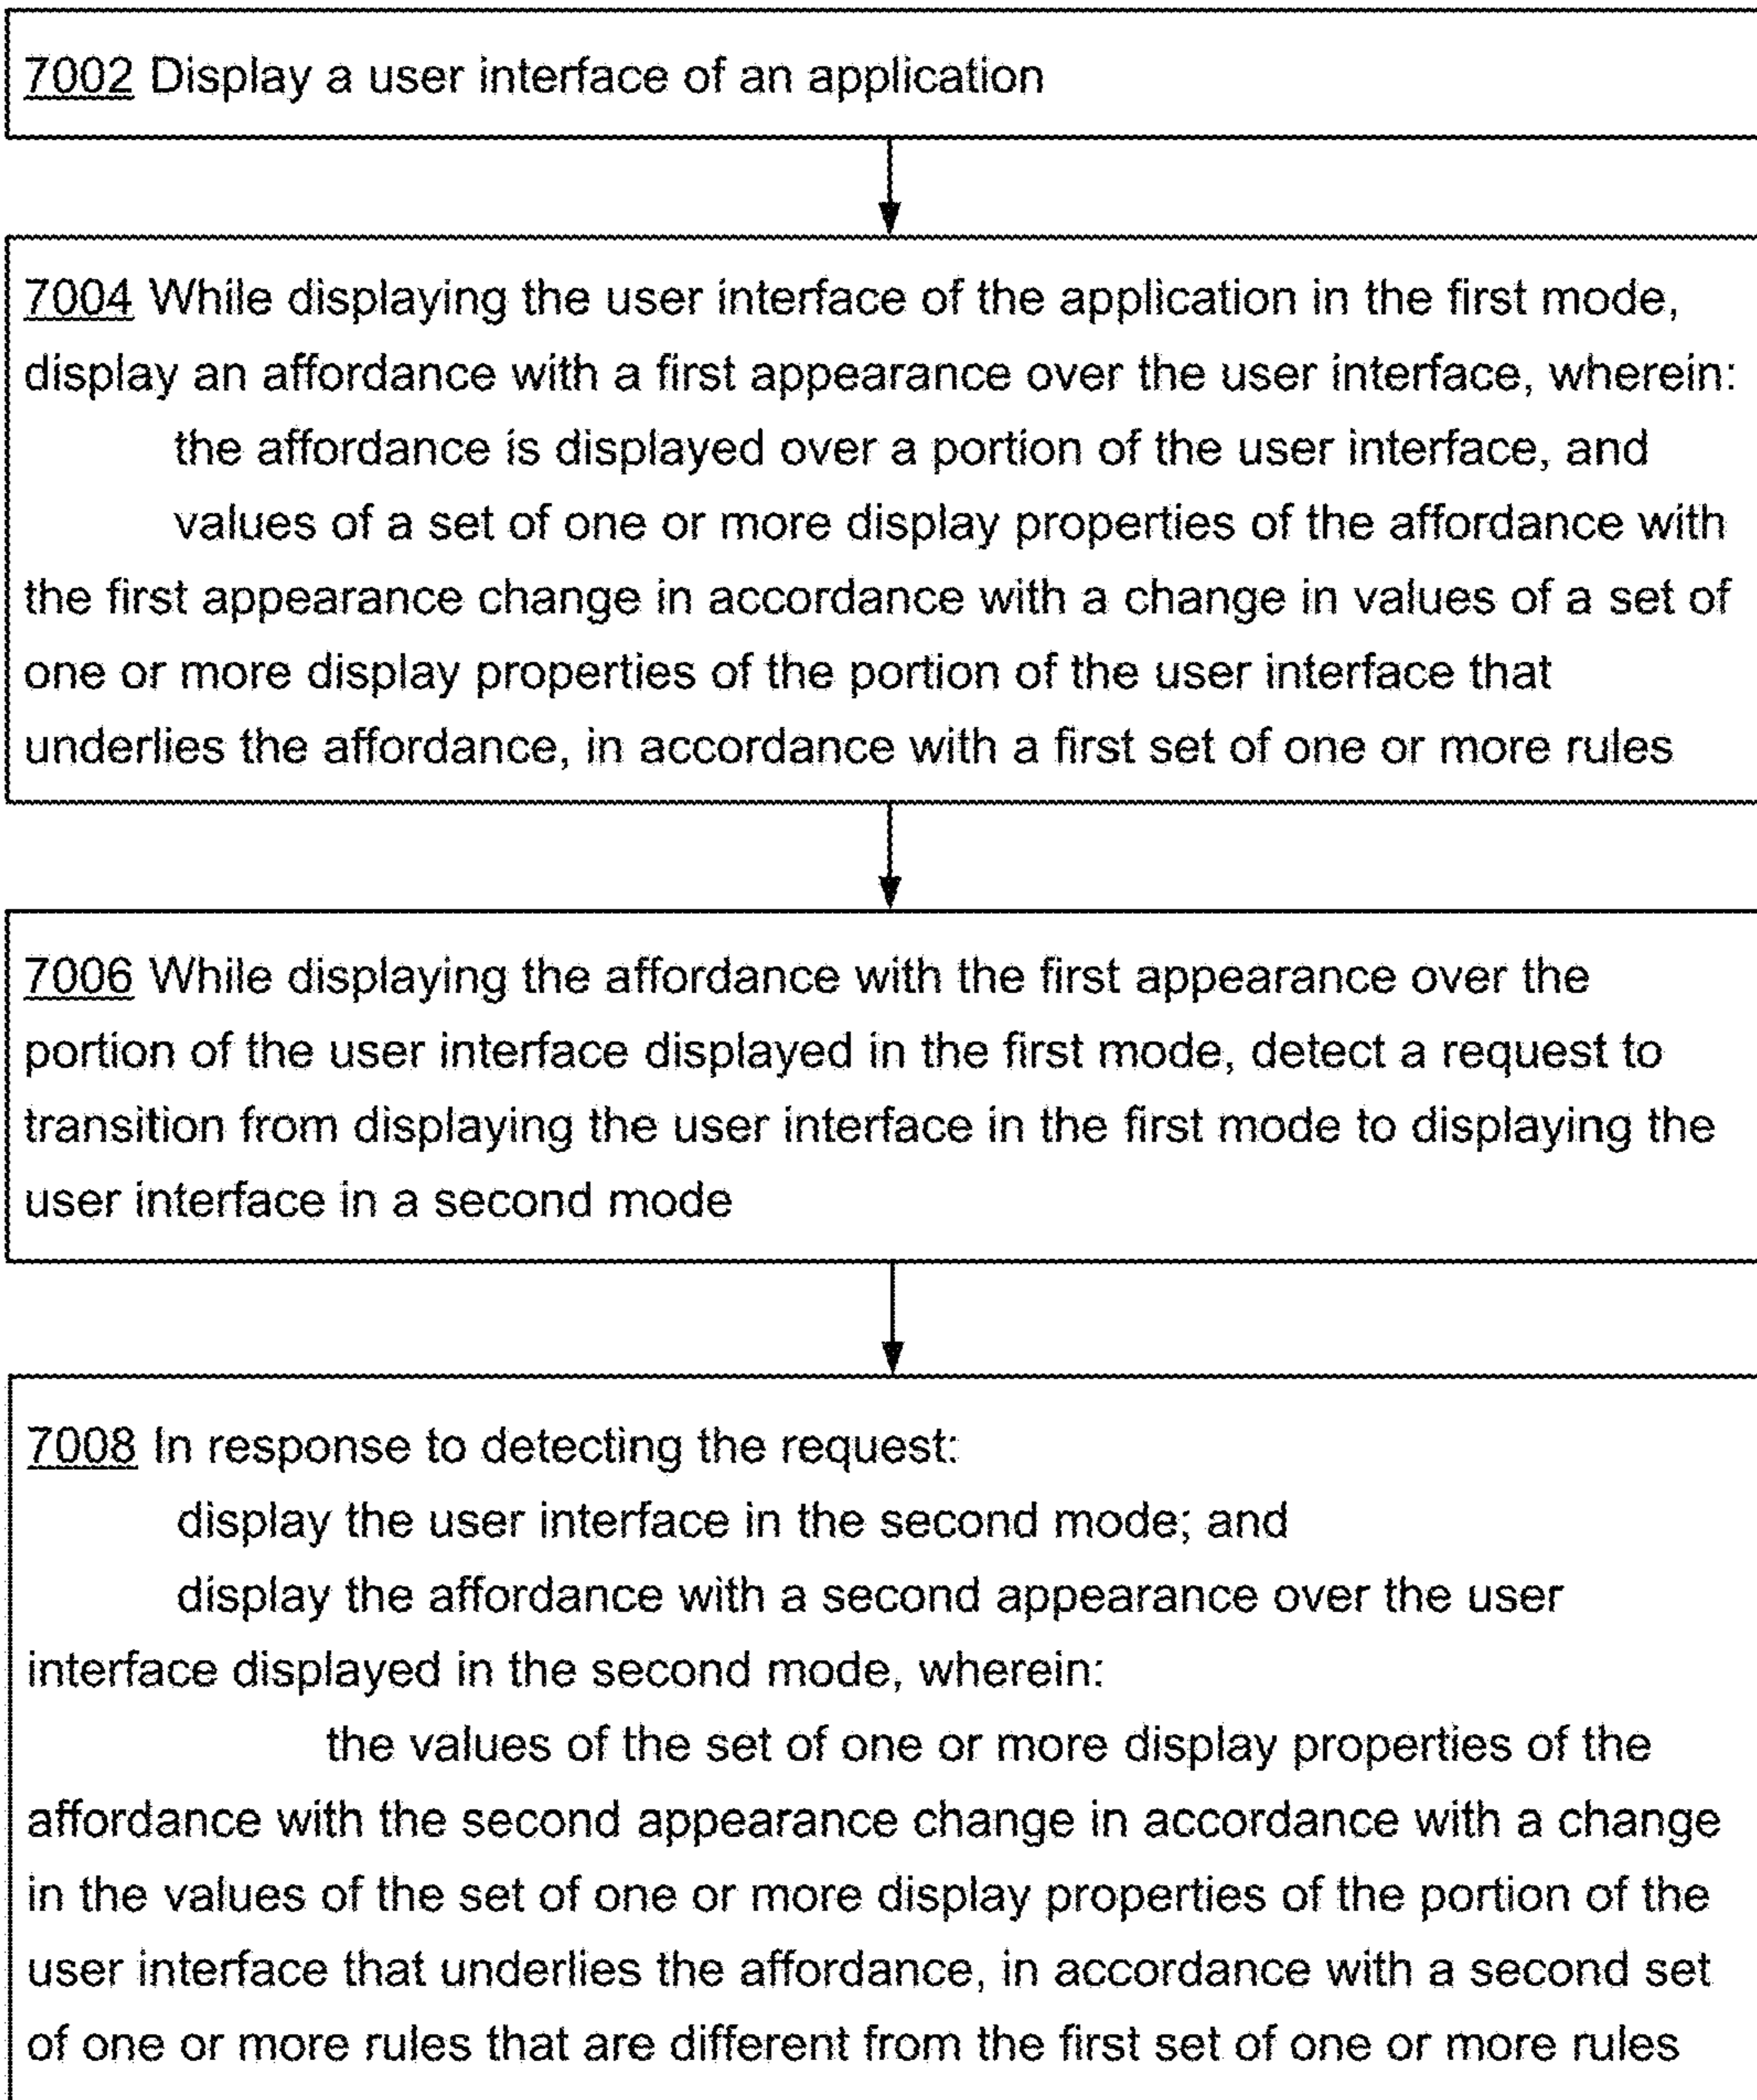 7002 Display a user interface of an application
7004 While displaying the user interface of the application in the first mode,
display an affordance with a first appearance over the user interface, wherein:
the affordance is displayed over a portion of the user interface, and
values of a set of one or more display properties of the affordance with
the first appearance change in accordance with a change in values of a set of
one or more display properties of the portion of the user interface that
underlies the affordance, in accordance with a first set of one or more rules
7006 While displaying the affordance with the first appearance over the
portion of the user interface displayed in the first mode, detect a request to
transition from displaying the user interface in the first mode to displaying the
user interface in a second mode
7008 In response to detecting the request:
display the user interface in the second mode; and
display the affordance with a second appearance over the user
interface displayed in the second mode, wherein:
the values of the set of one or more display properties of the
affordance with the second appearance change in accordance with a change
in the values of the set of one or more display properties of the portion of the
user interface that underlies the affordance, in accordance with a second set
of one or more rules that are different from the first set of one or more rules